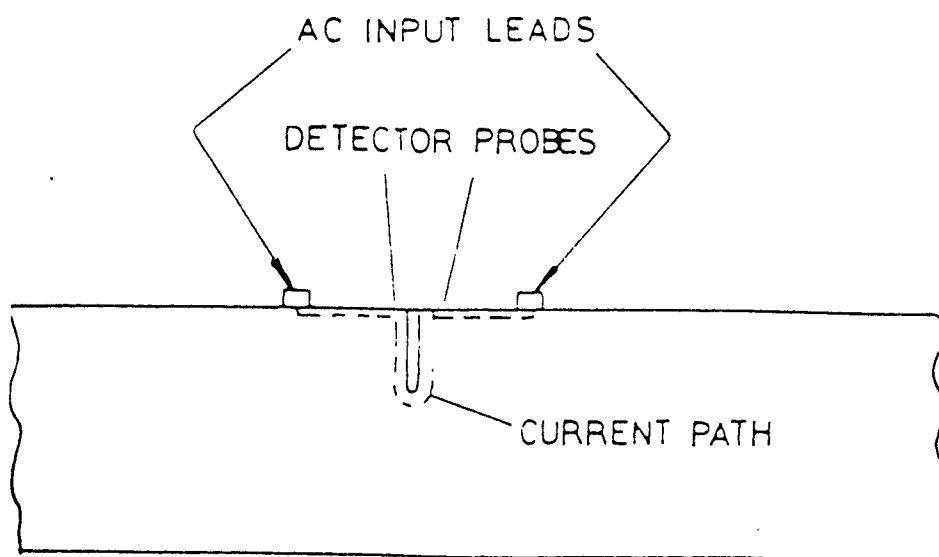 AC INPUT LEADS
DETECTOR PROBES
CURRENT PATH